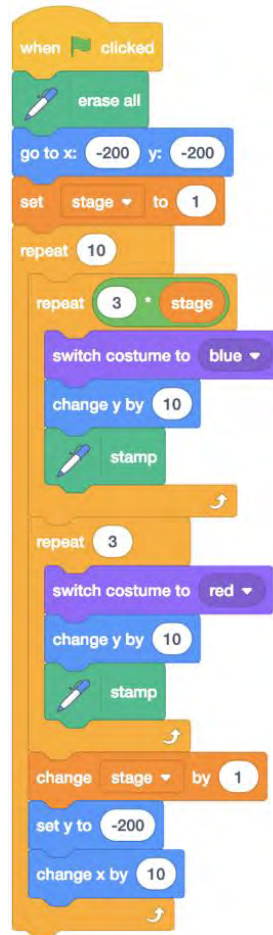 when clicked
erase all
go to x: -200 y: -200
set stage to 1
repeat 10
repeat 3 * stage
switch costume to blue
change y by 10
stamp
repeat 3
switch costume to red
change y by 10
stamp
change stage by 1
set y to -200
change x by 10